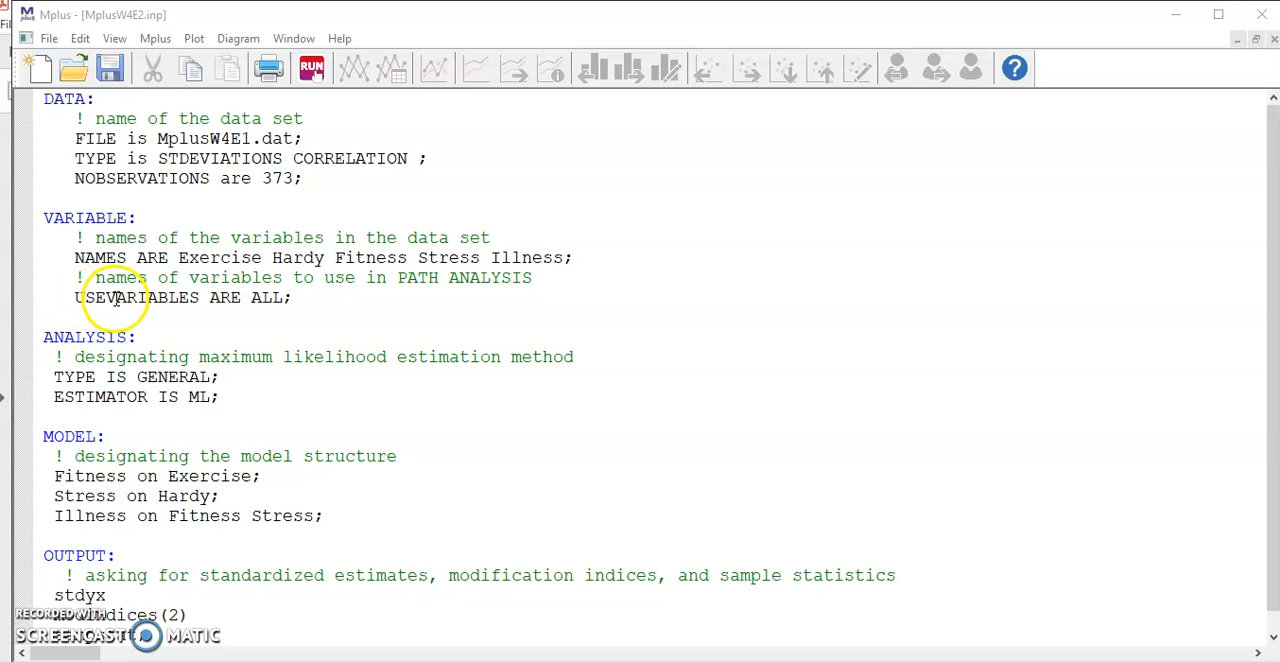 Fi
Mplus - [MplusW4E2.inp]
File Edit View Mplus Plot Diagram Window Help
RUN
DATA:
! name of the data set
FILE is MplusW4E1.dat;
TYPE is STDEVIATIONS CORRELATION ;
NOBSERVATIONS are 373;
VARIABLE:
! names of the variables in the data set
NAMES ARE Exercise Hardy Fitness Stress Illness;
! names of variables to use in PATH ANALYSIS
USEVARIABLES ARE ALL;
ANALYSIS:
! designating maximum likelihood estimation method
TYPE IS GENERAL;
ESTIMATOR IS ML;
MODEL:
! designating the model structure
Fitness on Exercise;
Stress on Hardy;
Illness on Fitness Stress;
OUTPUT:
! asking for standardized estimates, modification indices, and sample statistics
stdyx
RECORDED WITH
SCREENCAST MATIC